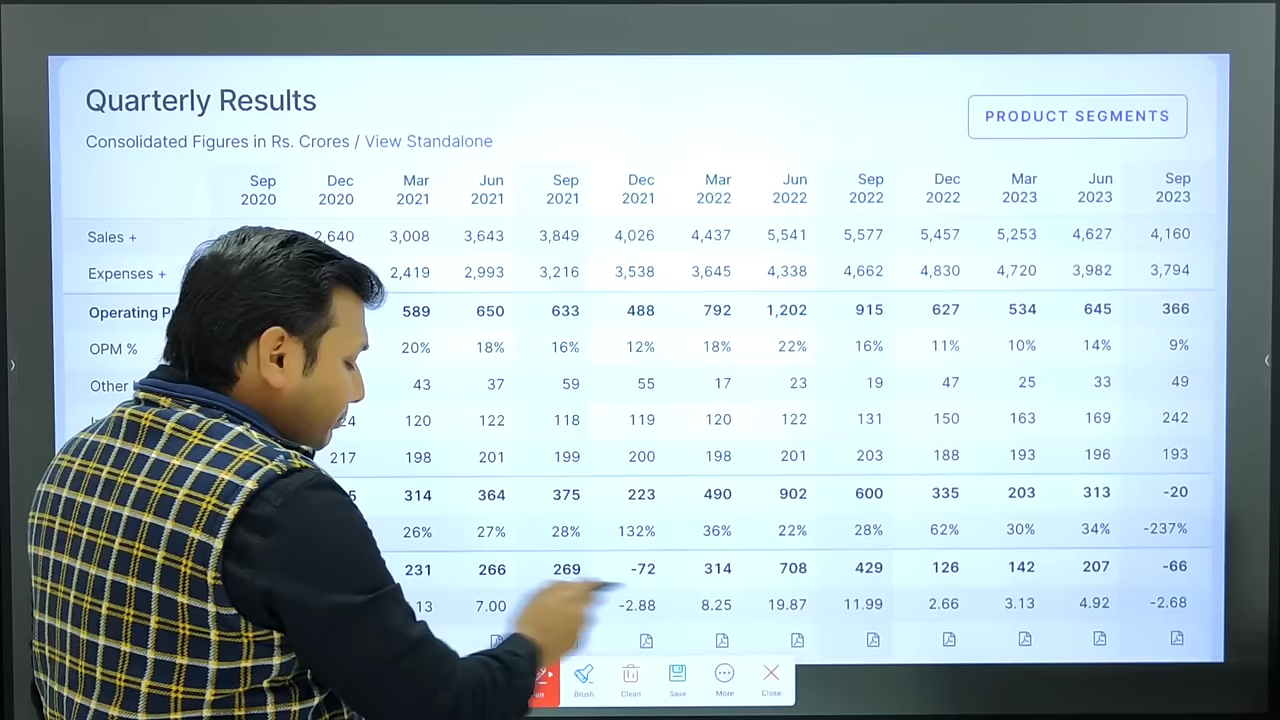 Quarterly Results
PRODUCT SEGMENTS
Consolidated Figures in Rs. Crores / View Standalone
Sep 2020 Dec 2020 Mar 2021 Jun 2021 Sep 2021 Dec 2021 Mar 2022 Jun 2022 Sep 2022 Dec 2022 Mar 2023 Jun 2023 Sep 2023
Sales + 2,640 3,008 3,643 3,849 4,026 4,437 5,541 5,577 5,457 5,253 4,627 4,160
Expenses + 2,419 2,993 3,216 3,538 3,645 4,338 4,662 4,830 4,720 3,982 3,794
Operating 589 650 633 488 792 1,202 915 627 534 645 366
OPM % 20% 18% 16% 12% 18% 22% 16% 11% 10% 14% 9%
Other 43 37 59 55 17 23 19 47 25 33 49
120 122 118 119 120 122 131 150 163 169 242
217 198 201 199 200 198 201 203 188 193 196 193
314 364 375 223 490 902 600 335 203 313 -20
26% 27% 28% 132% 36% 22% 28% 62% 30% 34% -237%
231 266 269 -72 314 708 429 126 142 207 -66
7.00 -2.88 8.25 19.87 11.99 2.66 3.13 4.92 -2.68
Brush Clean Save More Close